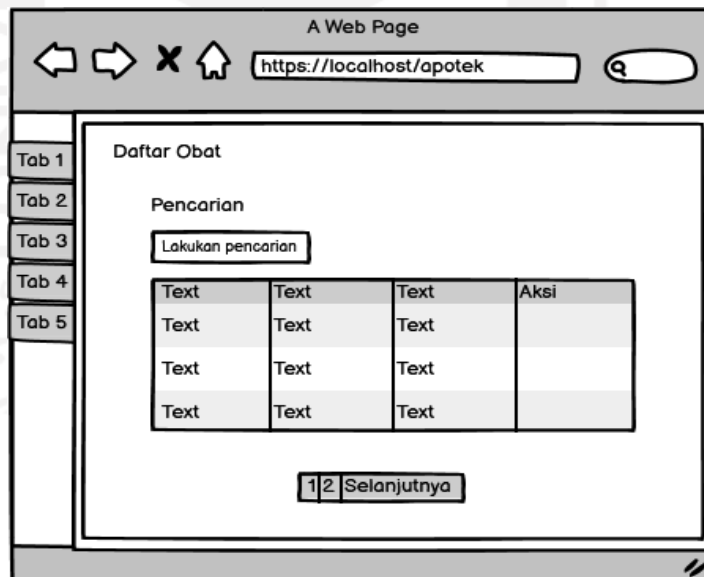 A Web Page
https://localhost/apotek
Tab 1
Tab 2
Tab 3
Tab 4
Tab 5
Daftar Obat
Pencarian
Lakukan pencarian
Text Text Text Aksi
Text Text Text
Text Text Text
Text Text Text
1 2 Selanjutnya